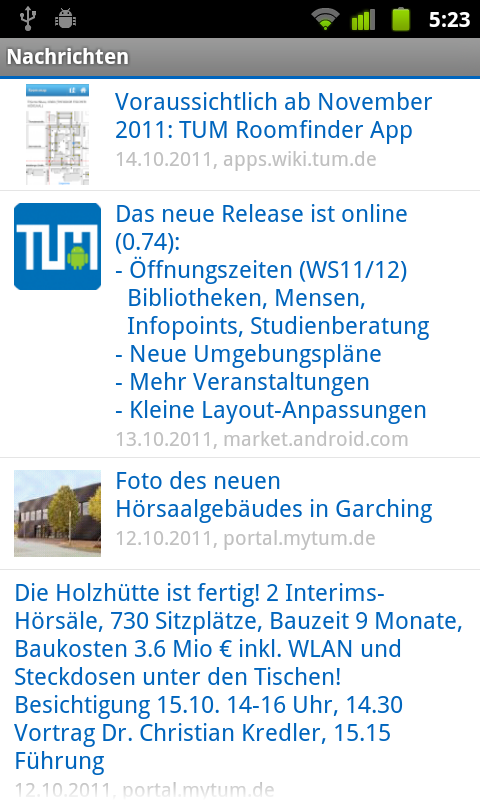 5:23
Nachrichten
Voraussichtlich ab November
2011: TUM Roomfinder App
14.10.2011, apps.wiki.tum.de
TUM
Das neue Release ist online
(0.74):
- Öffnungszeiten (WS11/12)
Bibliotheken, Mensen,
Infopoints, Studienberatung
- Neue Umgebungspläne
- Mehr Veranstaltungen
- Kleine Layout-Anpassungen
13.10.2011, market.android.com
Foto des neuen
Hörsaalgebäudes in Garching
12.10.2011, portal.mytum.de
Die Holzhütte ist fertig! 2 Interims-
Hörsäle, 730 Sitzplätze, Bauzeit 9 Monate,
Baukosten 3.6 Mio € inkl. WLAN und
Steckdosen unter den Tischen!
Besichtigung 15.10. 14-16 Uhr, 14.30
Vortrag Dr. Christian Kredler, 15.15
Führung
12.10.2011, portal.mytum.de